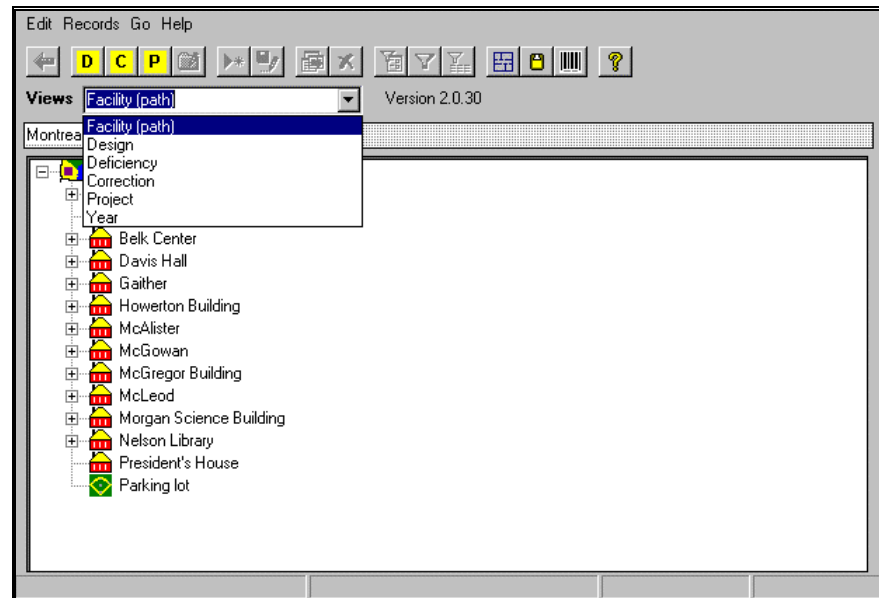 Edit Records Go Help
D C P
Views Facility (path) Version 2.0.30
Facility (path)
Design
Deficiency
Correction
Project
Year
Belk Center
Davis Hall
Gaither
Howerton Building
McAlister
McGowan
McGregor Building
McLeod
Morgan Science Building
Nelson Library
President's House
Parking lot